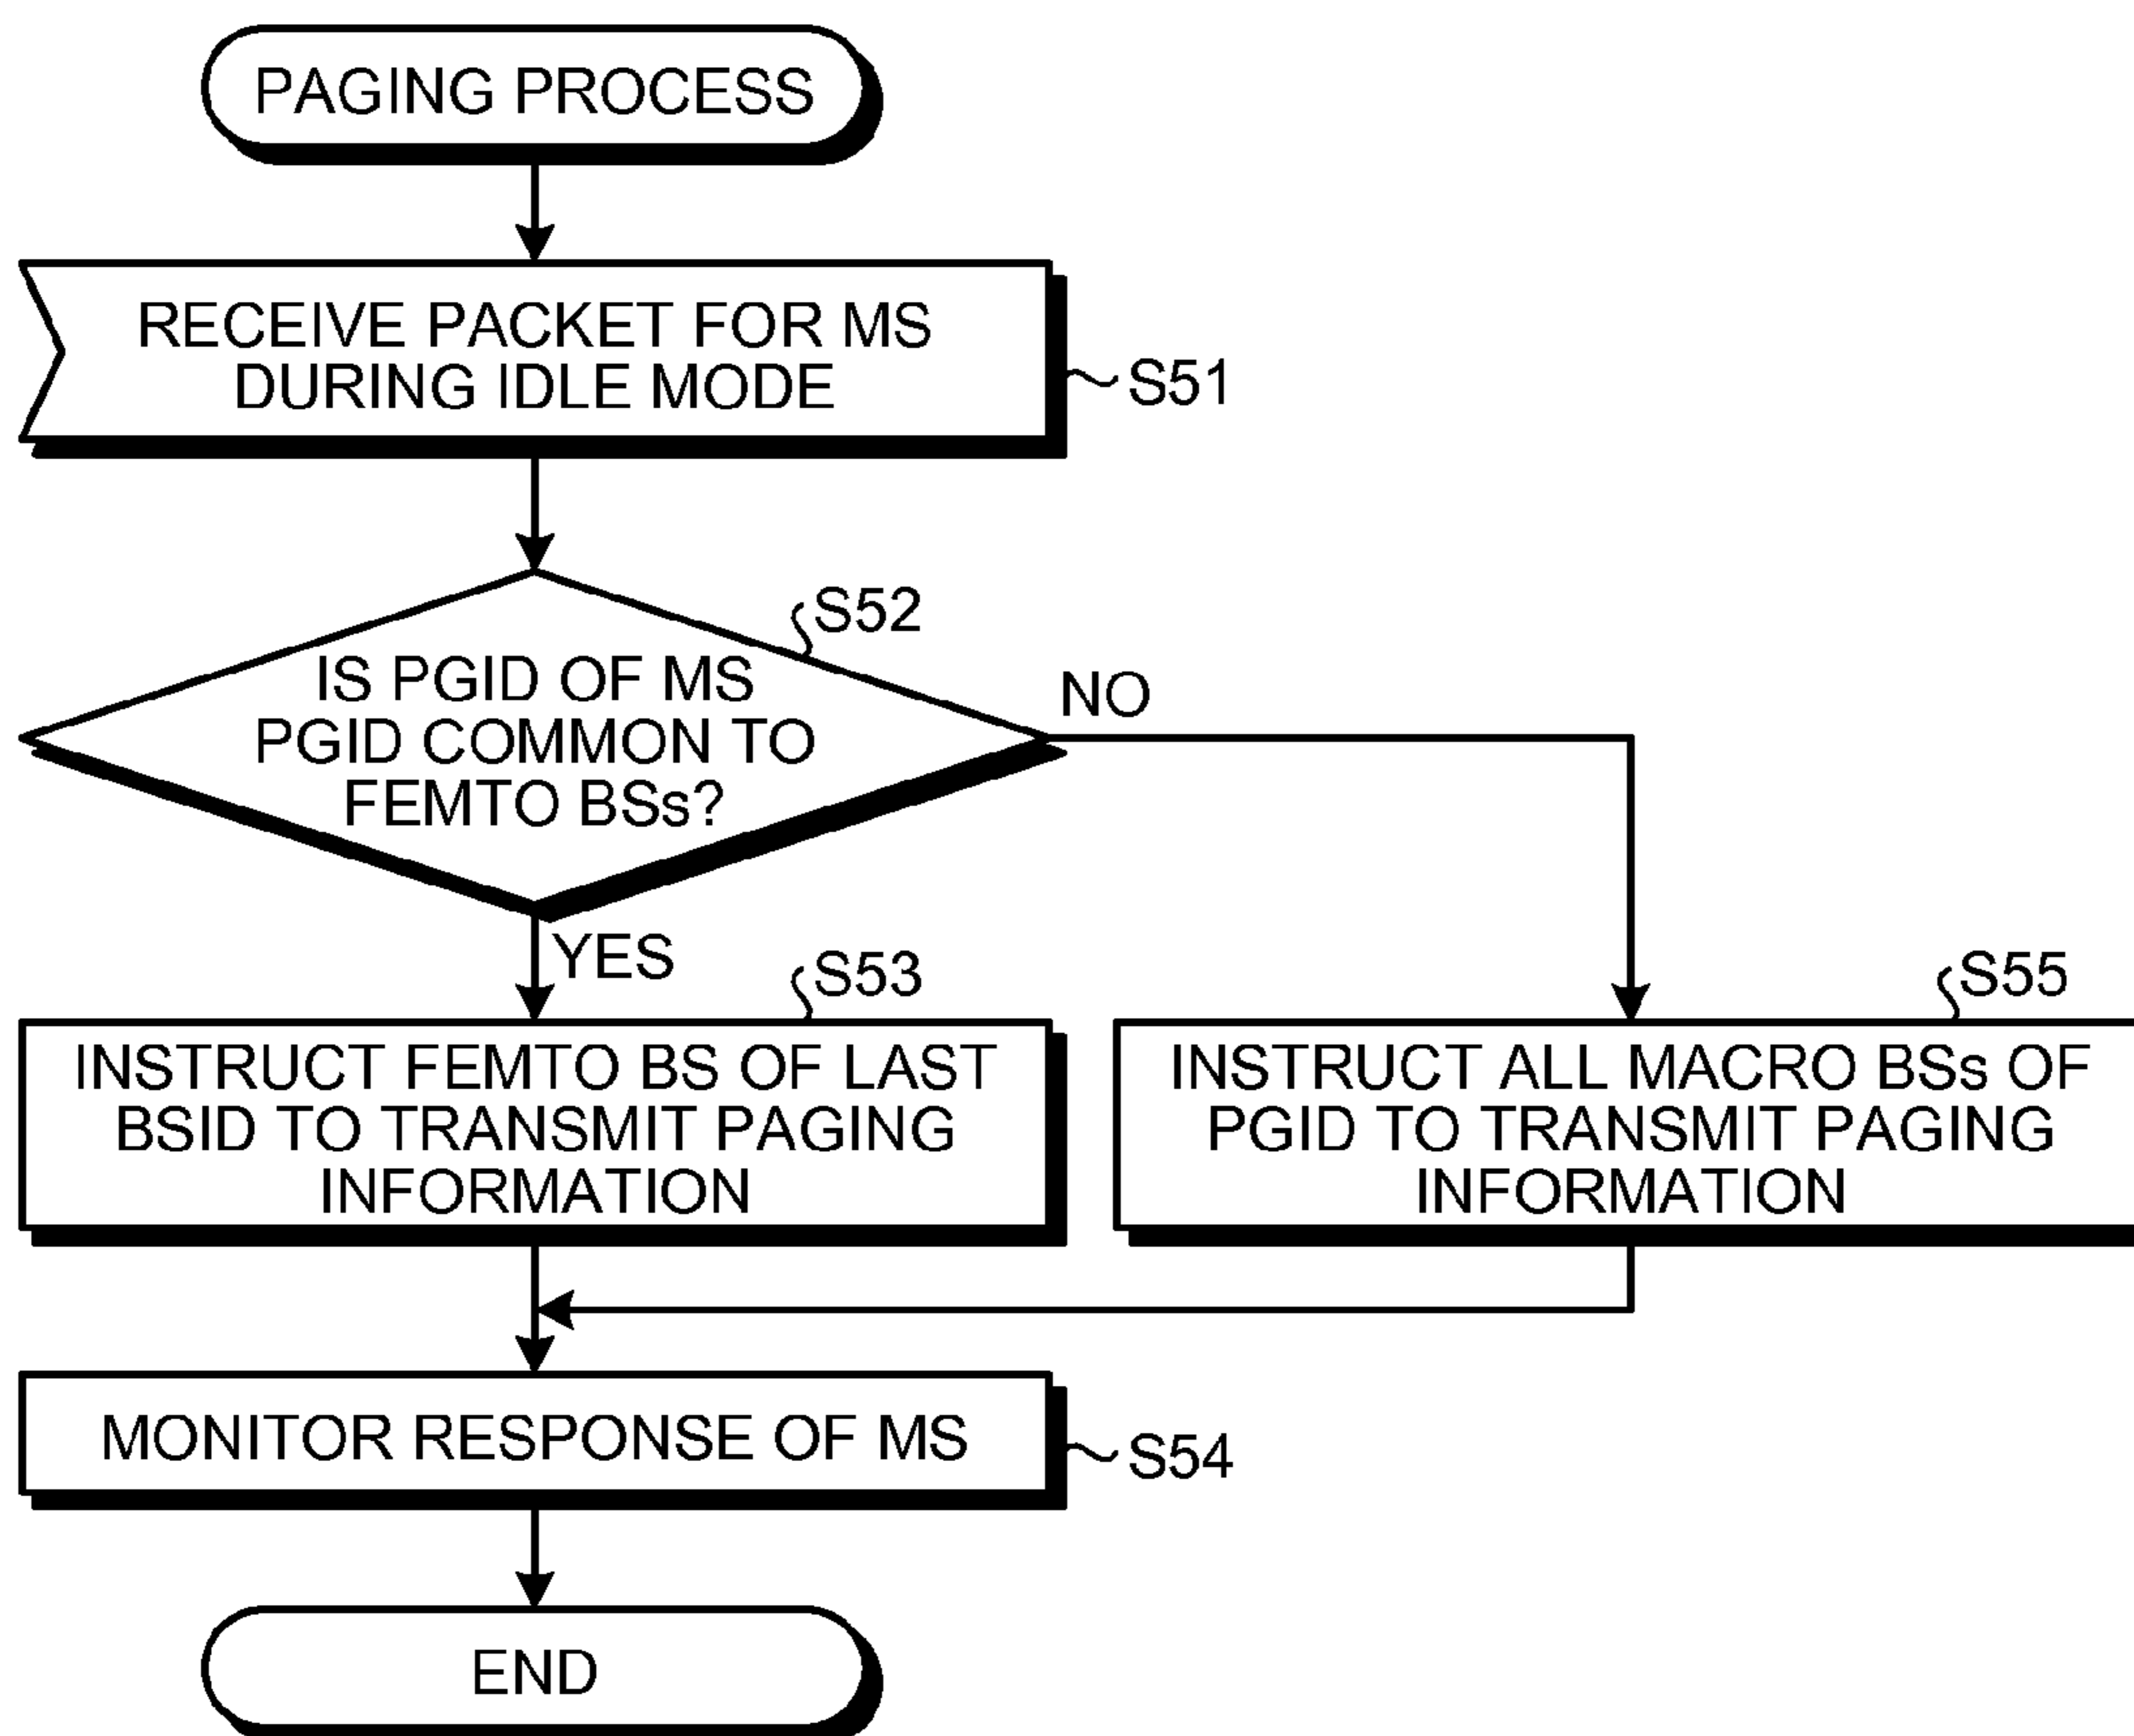 PAGING PROCESS
RECEIVE PACKET FOR MS
DURING IDLE MODE
S51
S52
IS PGID OF MS
PGID COMMON TO
FEMTO BSs?
NO
YES
S53
INSTRUCT FEMTO BS OF LAST
BSID TO TRANSMIT PAGING
INFORMATION
S55
INSTRUCT ALL MACRO BSs OF
PGID TO TRANSMIT PAGING
INFORMATION
MONITOR RESPONSE OF MS
S54
END